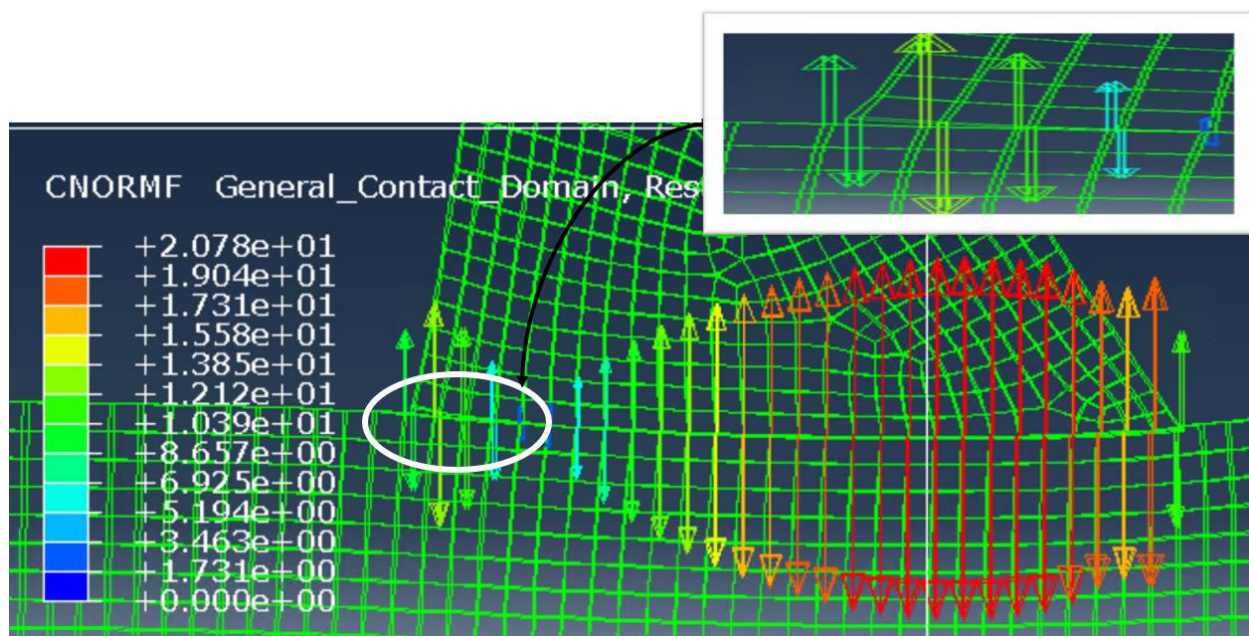 CNORMF General_Contact_Domain, Res
+2.078e+01
+1.904e+01
+1.731e+01
+1.558e+01
+1.385e+01
+1.212e+01
+1.039e+01
+8.657e+00
+6.925e+00
+5.194e+00
+3.463e+00
+1.731e+00
+0.000e+00